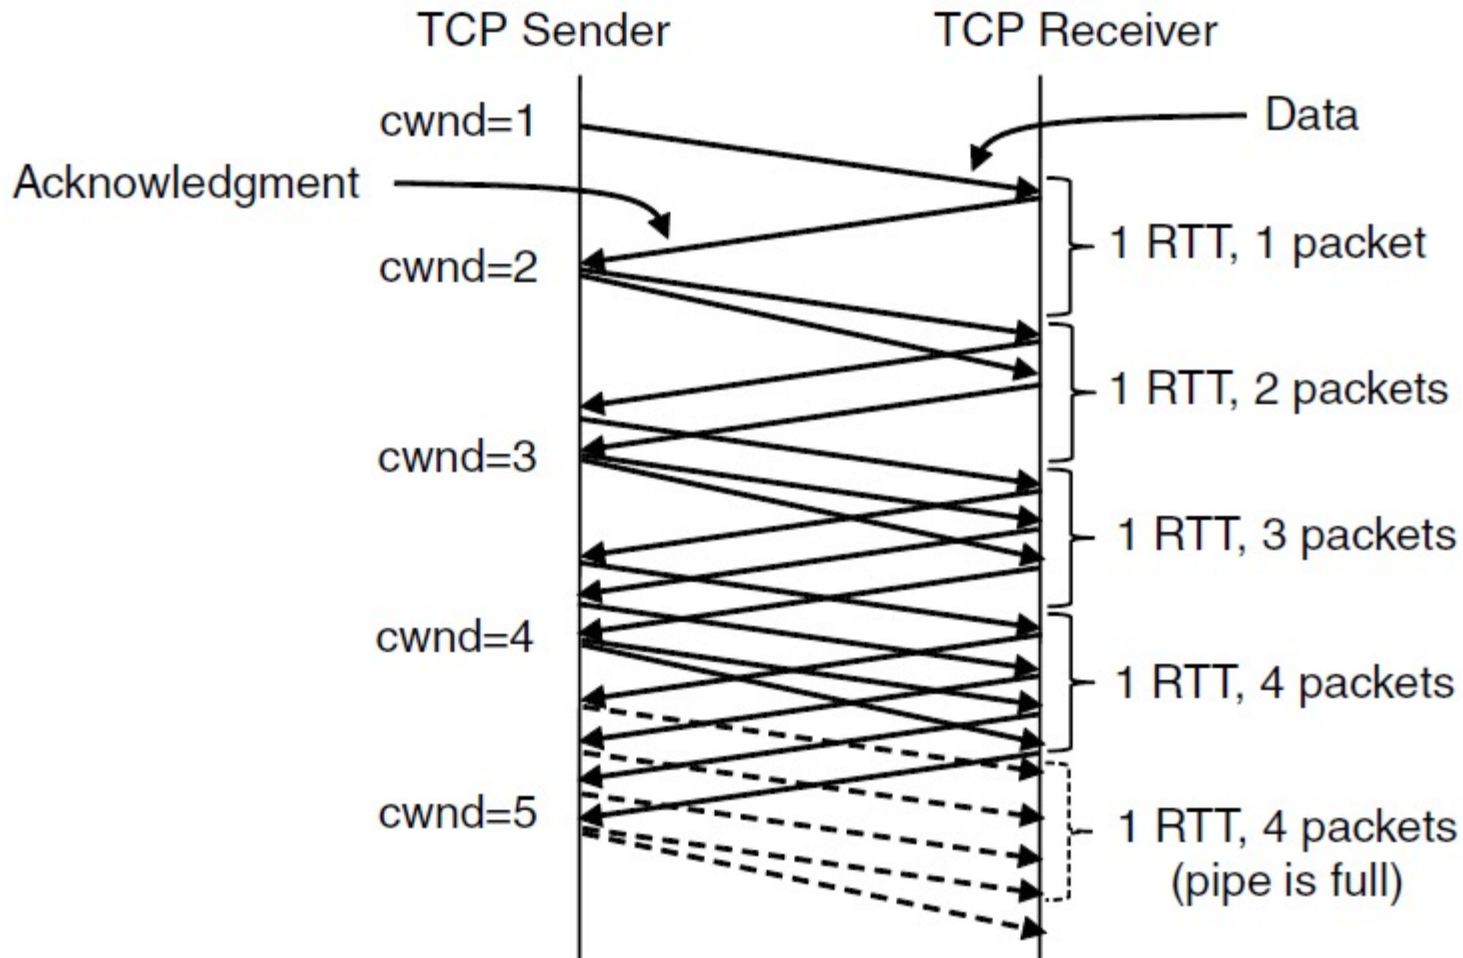 TCP Sender
TCP Receiver
cwnd=1
Data
Acknowledgment
1 RTT, 1 packet
cwnd=2
1 RTT, 2 packets
cwnd=3
1 RTT, 3 packets
cwnd=4
1 RTT, 4 packets
cwnd=5
1 RTT, 4 packets
(pipe is full)